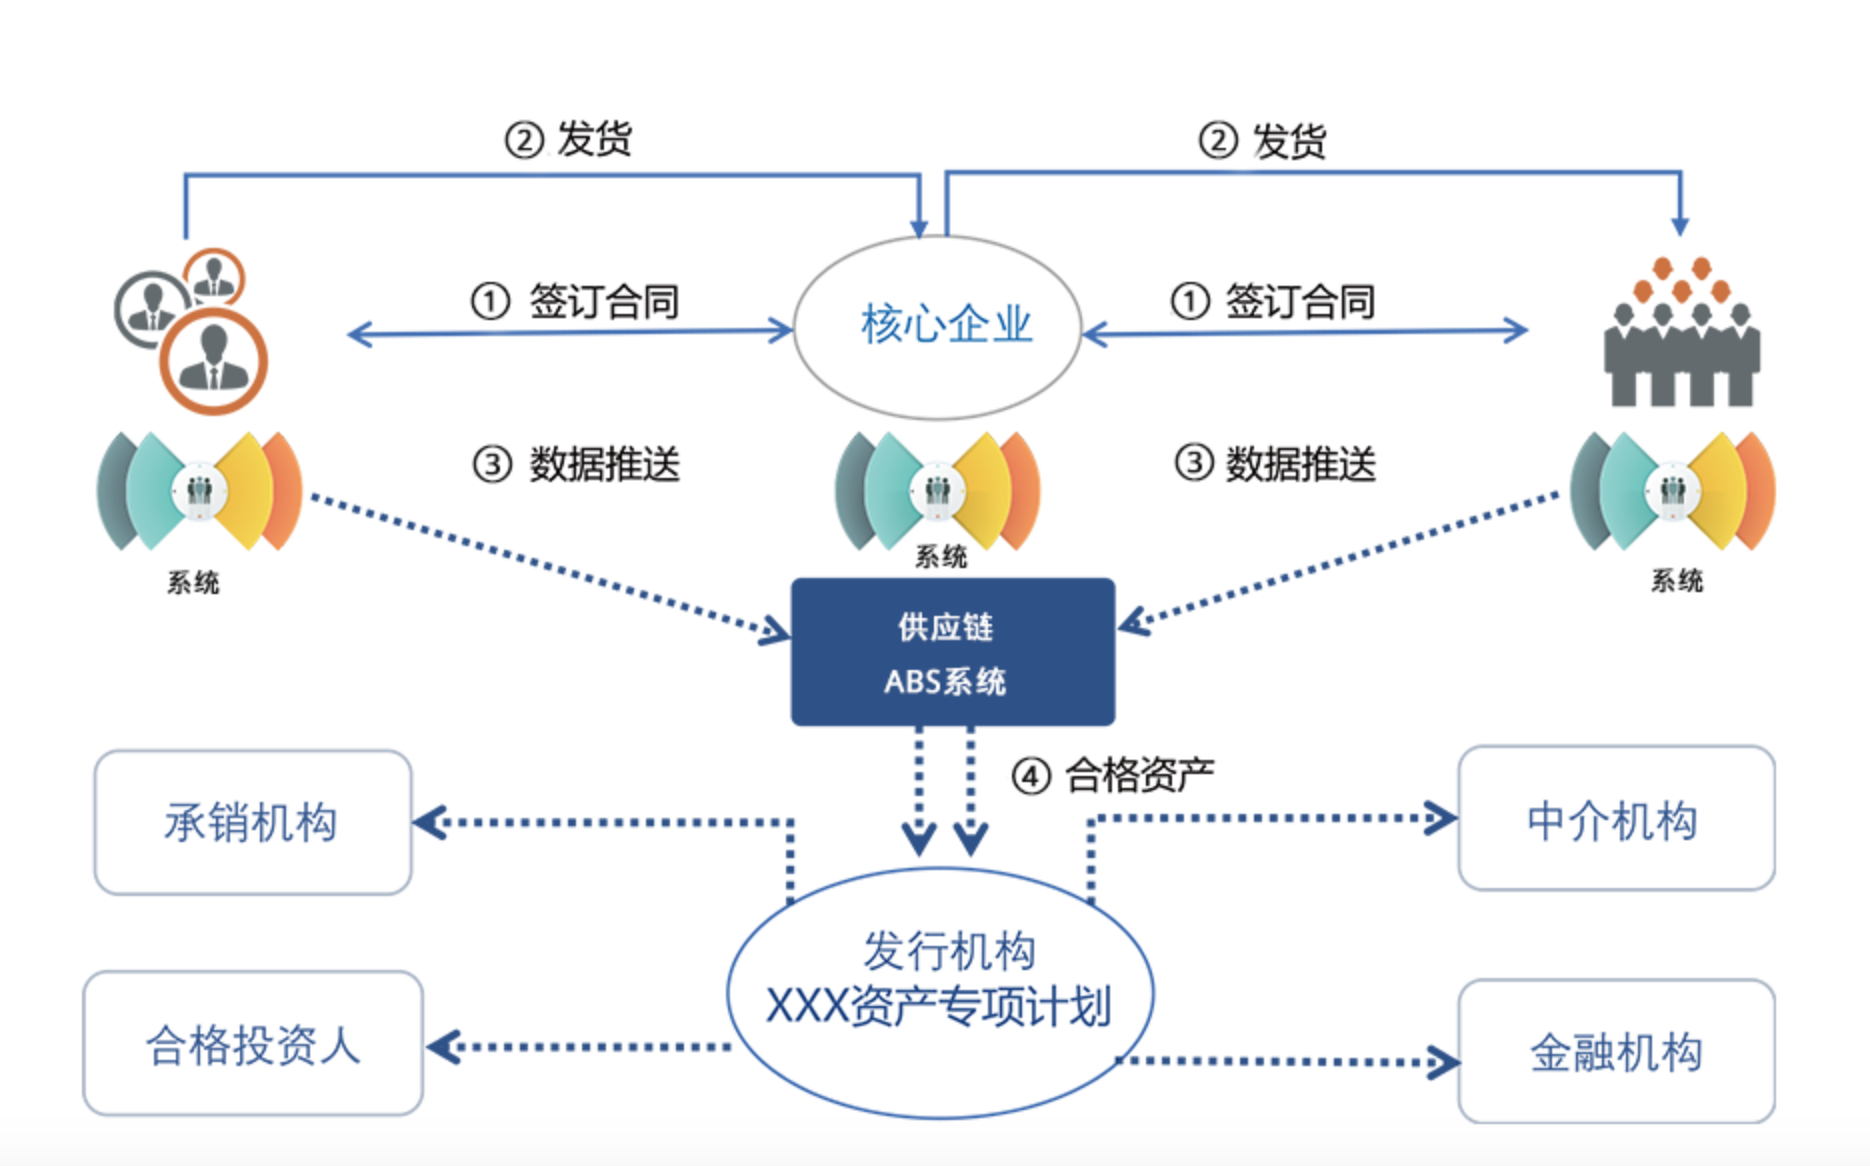 ② 发货
② 发货
① 签订合同
核心企业
① 签订合同
③ 数据推送
③ 数据推送
系统
系统
系统
供应链
ABS系统
④ 合格资产
承销机构
中介机构
发行机构
XXX资产专项计划
合格投资人
金融机构